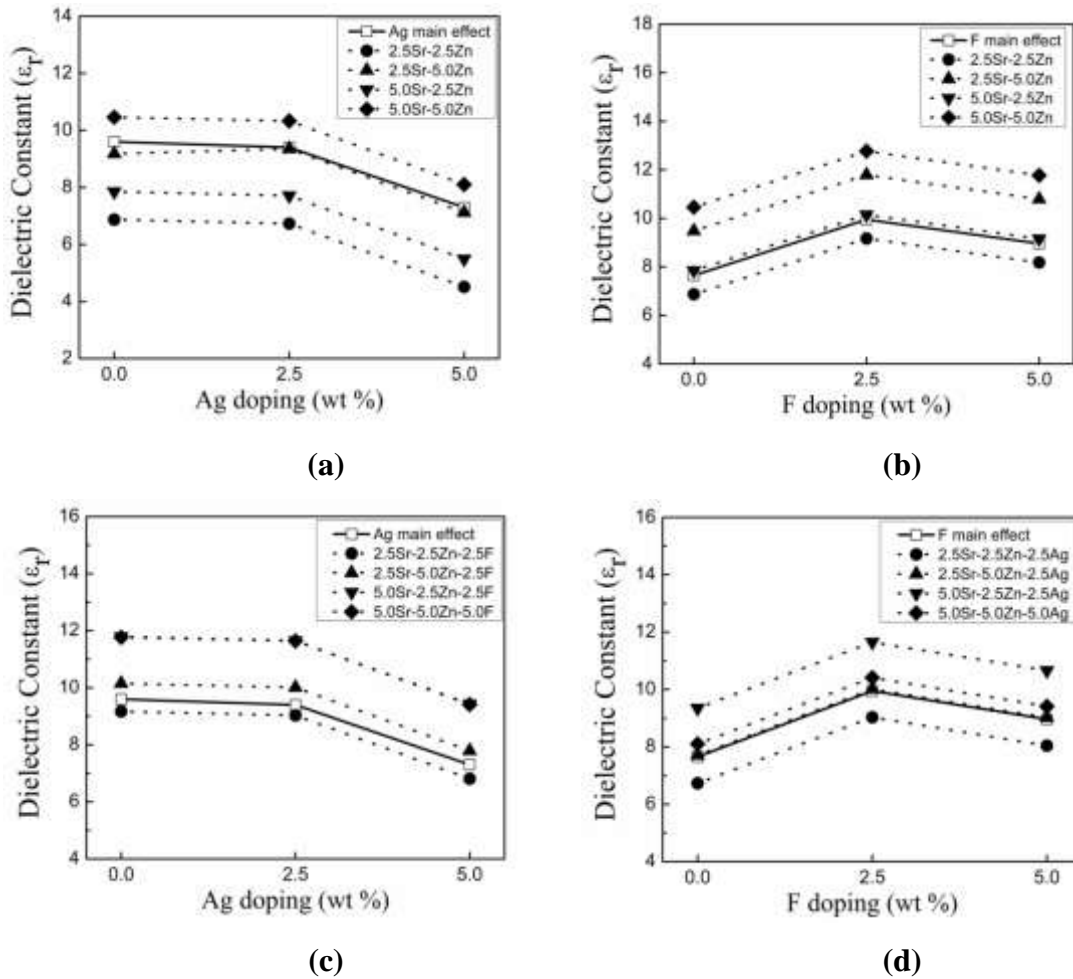 Dielectric Constant (εr)
14
12
10
8
6
4
2
Ag main effect
2.5Sr-2.5Zn
2.5Sr-5.0Zn
5.0Sr-2.5Zn
5.0Sr-5.0Zn
0.0 2.5 5.0
Ag doping (wt %)
(a)
Dielectric Constant (εr)
18
16
14
12
10
8
6
4
F main effect
2.5Sr-2.5Zn
2.5Sr-5.0Zn
5.0Sr-2.5Zn
5.0Sr-5.0Zn
0.0 2.5 5.0
F doping (wt %)
(b)
Dielectric Constant (εr)
16
14
12
10
8
6
4
Ag main effect
2.5Sr-2.5Zn-2.5F
2.5Sr-5.0Zn-2.5F
5.0Sr-2.5Zn-2.5F
5.0Sr-5.0Zn-5.0F
0.0 2.5 5.0
Ag doping (wt %)
(c)
Dielectric Constant (εr)
16
14
12
10
8
6
4
F main effect
2.5Sr-2.5Zn-2.5Ag
2.5Sr-5.0Zn-2.5Ag
5.0Sr-2.5Zn-2.5Ag
5.0Sr-5.0Zn-5.0Ag
0.0 2.5 5.0
F doping (wt %)
(d)